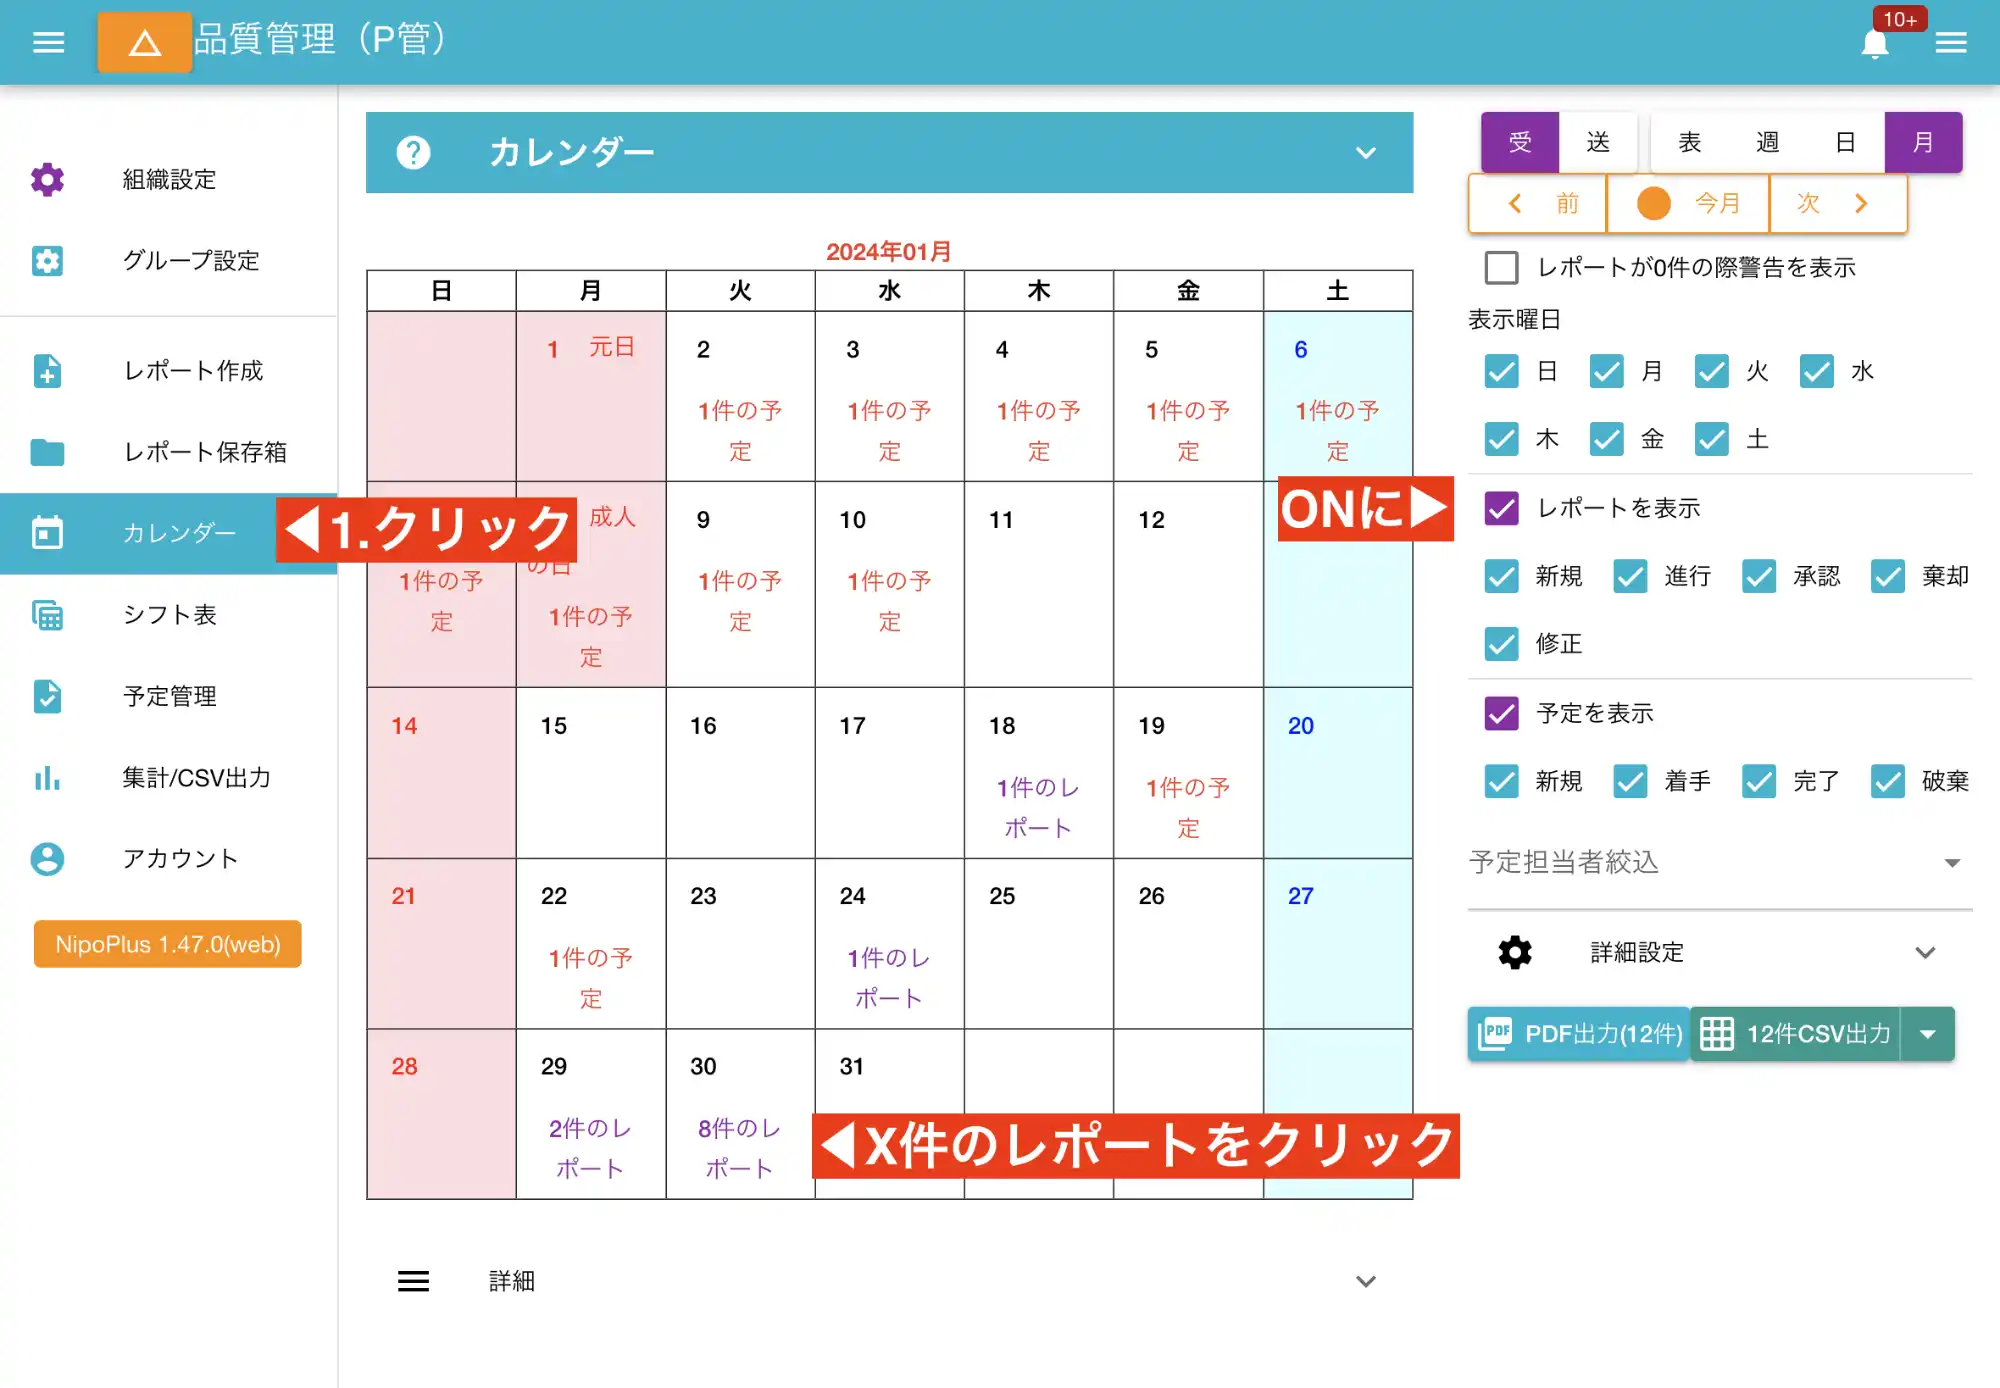 品質管理（P管）
10+
組織設定
グループ設定
レポート作成
レポート保存箱
カレンダー
シフト表
予定管理
集計/CSV出力
アカウント
NipoPlus 1.47.0(web)
◀1.クリック
カレンダー
2024年01月
日 月 火 水 木 金 土
1 元日 2 3 4 5 6
1件の予 1件の予 1件の予 1件の予 1件の予
定 定 定 定 定
成人 9 10 11 12
の日
1件の予 1件の予 1件の予
定 定 定
1件の予
定
14 15 16 17 18 19 20
1件のレ 1件の予
ポート 定
21 22 23 24 25 26 27
1件の予 1件のレ
定 ポート
28 29 30 31
2件のレ 8件のレ
ポート ポート
◀X件のレポートをクリック
詳細
受 送 表 週 日 月
前 今月 次
レポートが0件の際警告を表示
表示曜日
日 月 火 水
木 金 土
ONに▶
レポートを表示
新規 進行 承認 棄却
修正
予定を表示
新規 着手 完了 破棄
予定担当者絞込
詳細設定
PDF PDF出力(12件) 12件CSV出力